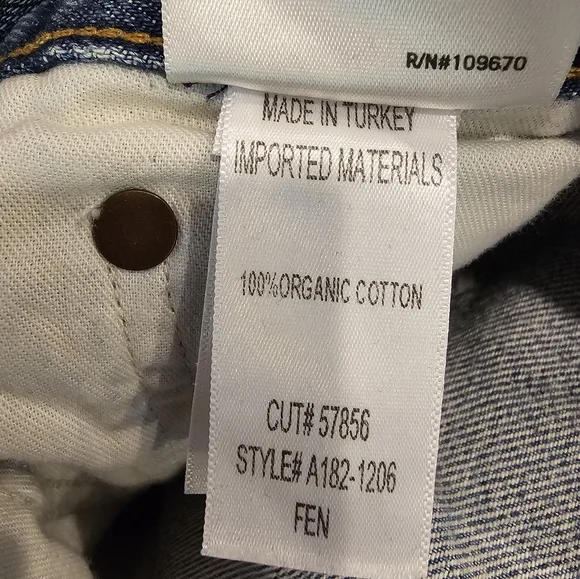 R/N#109670
MADE IN TURKEY
IMPORTED MATERIALS
100%ORGANIC COTTON
CUT# 57856
STYLE# A182-1206
FEN